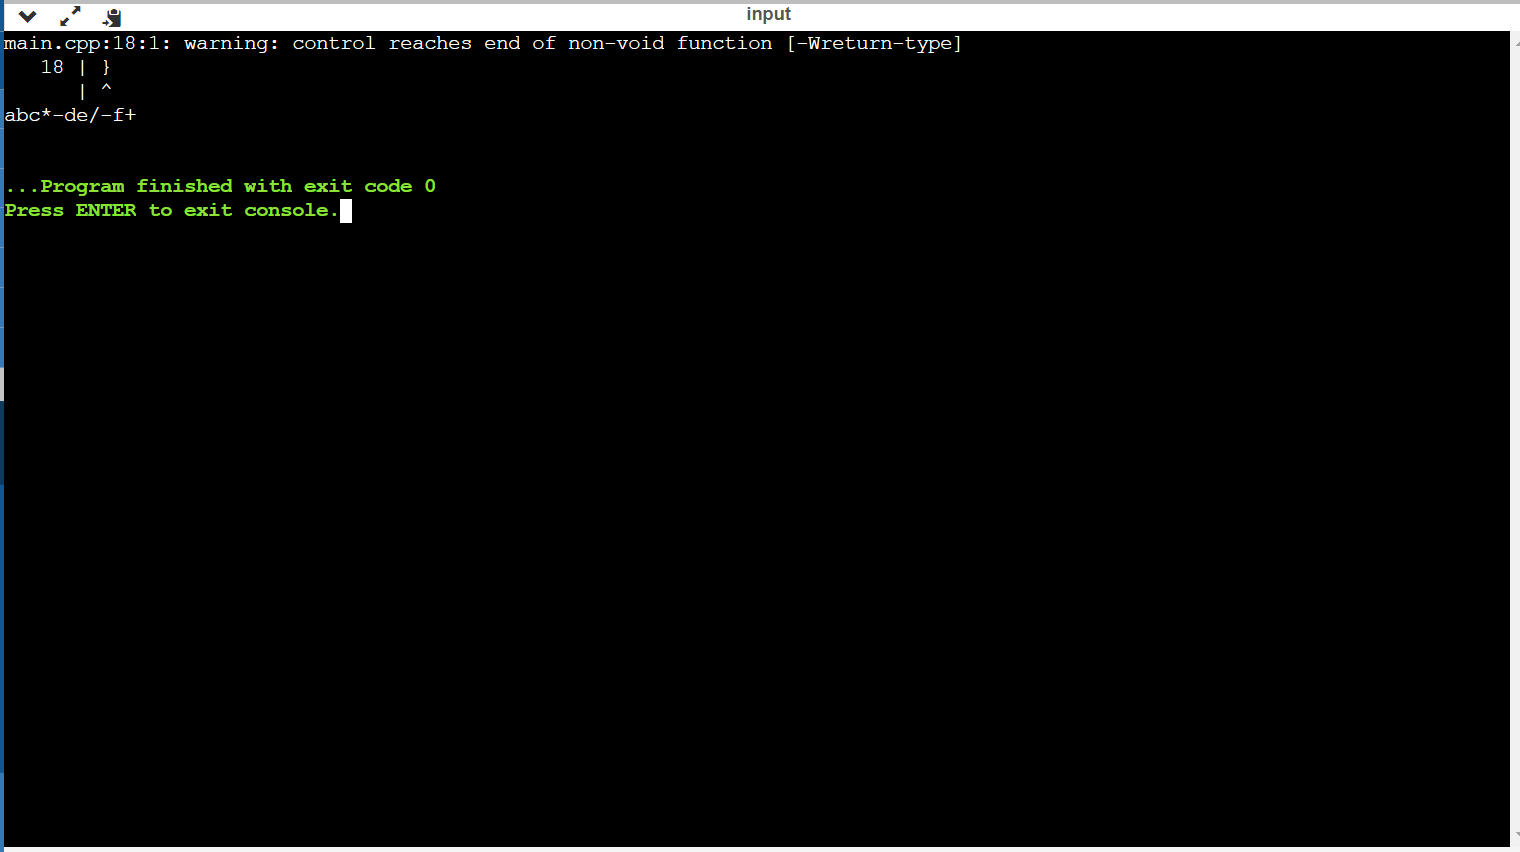 input
main.cpp:18:1: warning: control reaches end of non-void function [-Wreturn-type]
   18 | }
      | ^
abc*-de/-f+
...Program finished with exit code 0
Press ENTER to exit console.